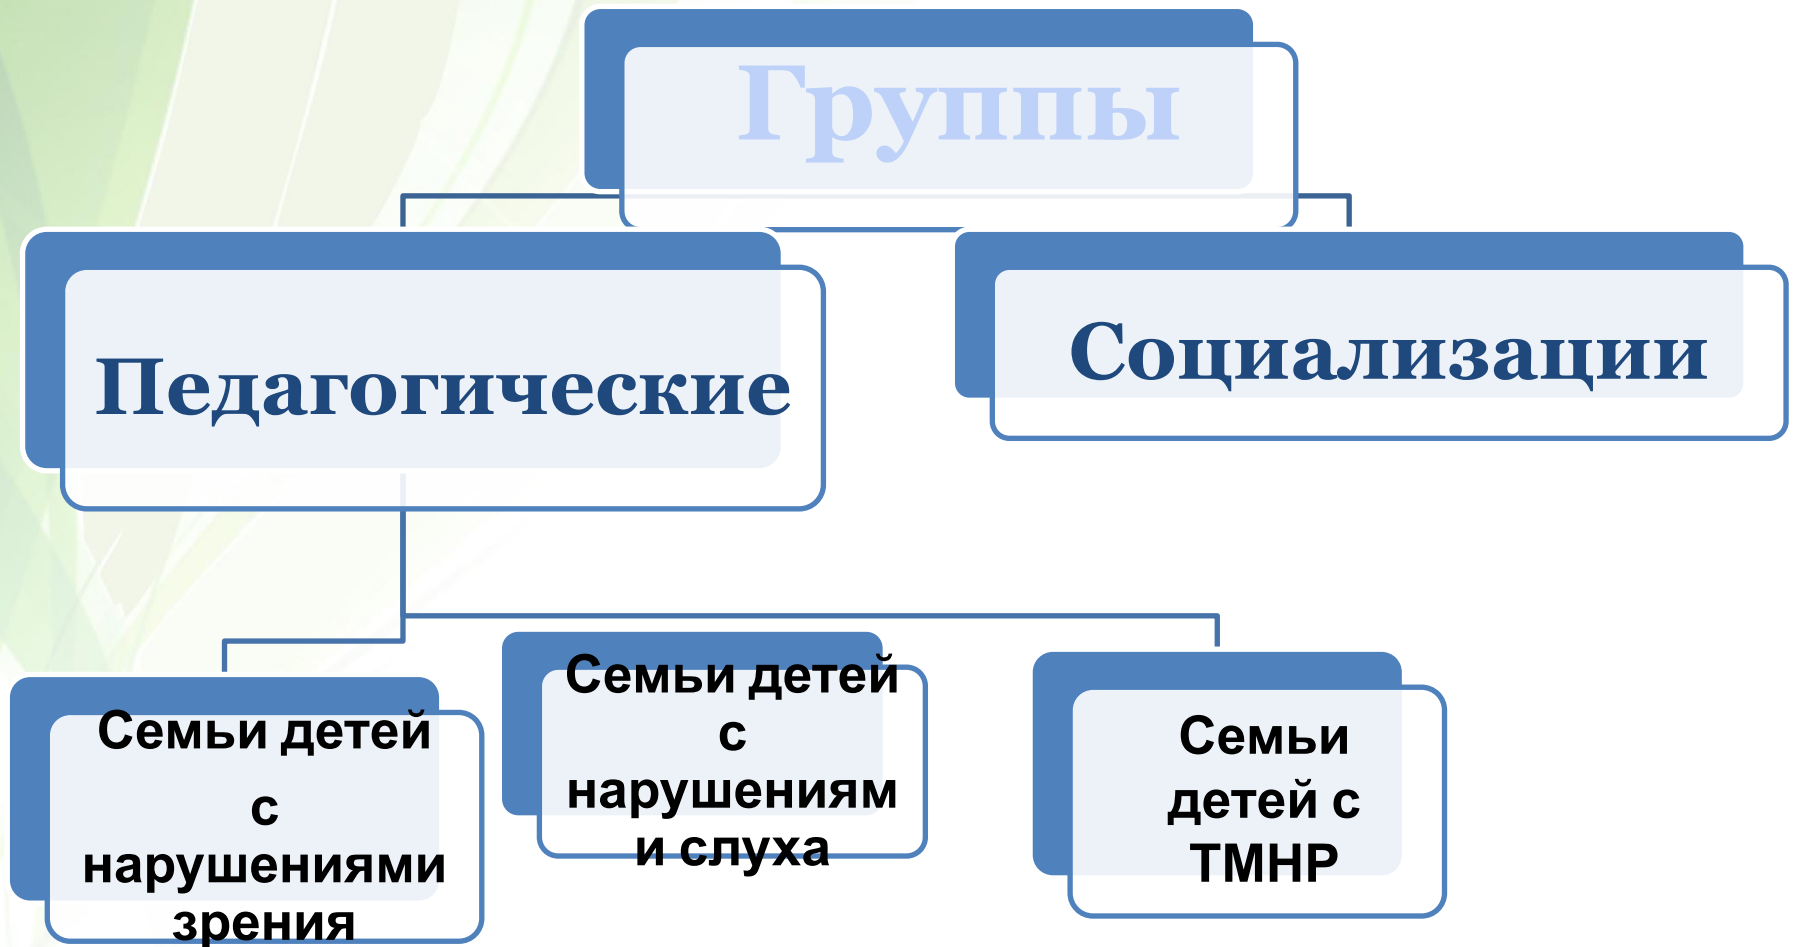 Группы
Педагогические
Социализации
Семьи детей
с
нарушениями
зрения
Семьи детей
с
нарушениям
и слуха
Семьи
детей с
ТМНР